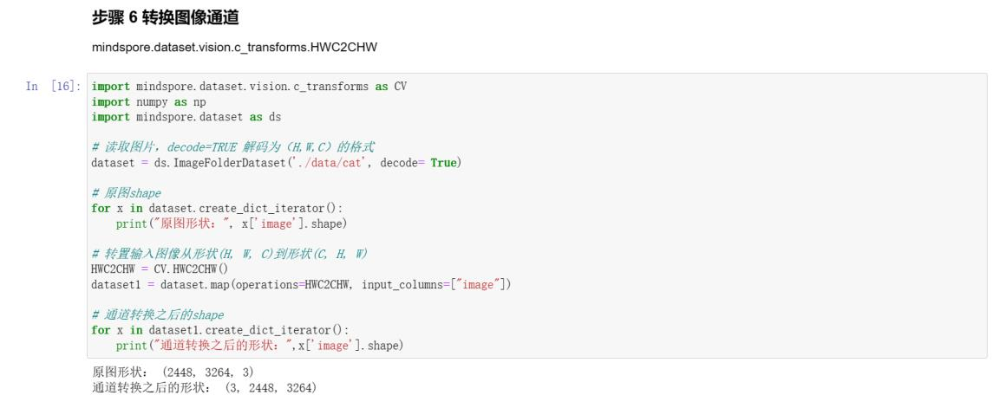 步骤 6 转换图像通道
mindspore.dataset.vision.c_transforms.HWC2CHW
In [16]:
import mindspore.dataset.vision.c_transforms as CV
import numpy as np
import mindspore.dataset as ds
# 读取图片，decode=TRUE 解码为（H,W,C）的格式
dataset = ds.ImageFolderDataset('./data/cat', decode= True)
# 原图shape
for x in dataset.create_dict_iterator():
    print("原图形状：", x['image'].shape)
# 转置输入图像从形状(H, W, C)到形状(C, H, W)
HWC2CHW = CV.HWC2CHW()
dataset1 = dataset.map(operations=HWC2CHW, input_columns=["image"])
# 通道转换之后的shape
for x in dataset1.create_dict_iterator():
    print("通道转换之后的形状：",x['image'].shape)
原图形状： (2448, 3264, 3)
通道转换之后的形状： (3, 2448, 3264)